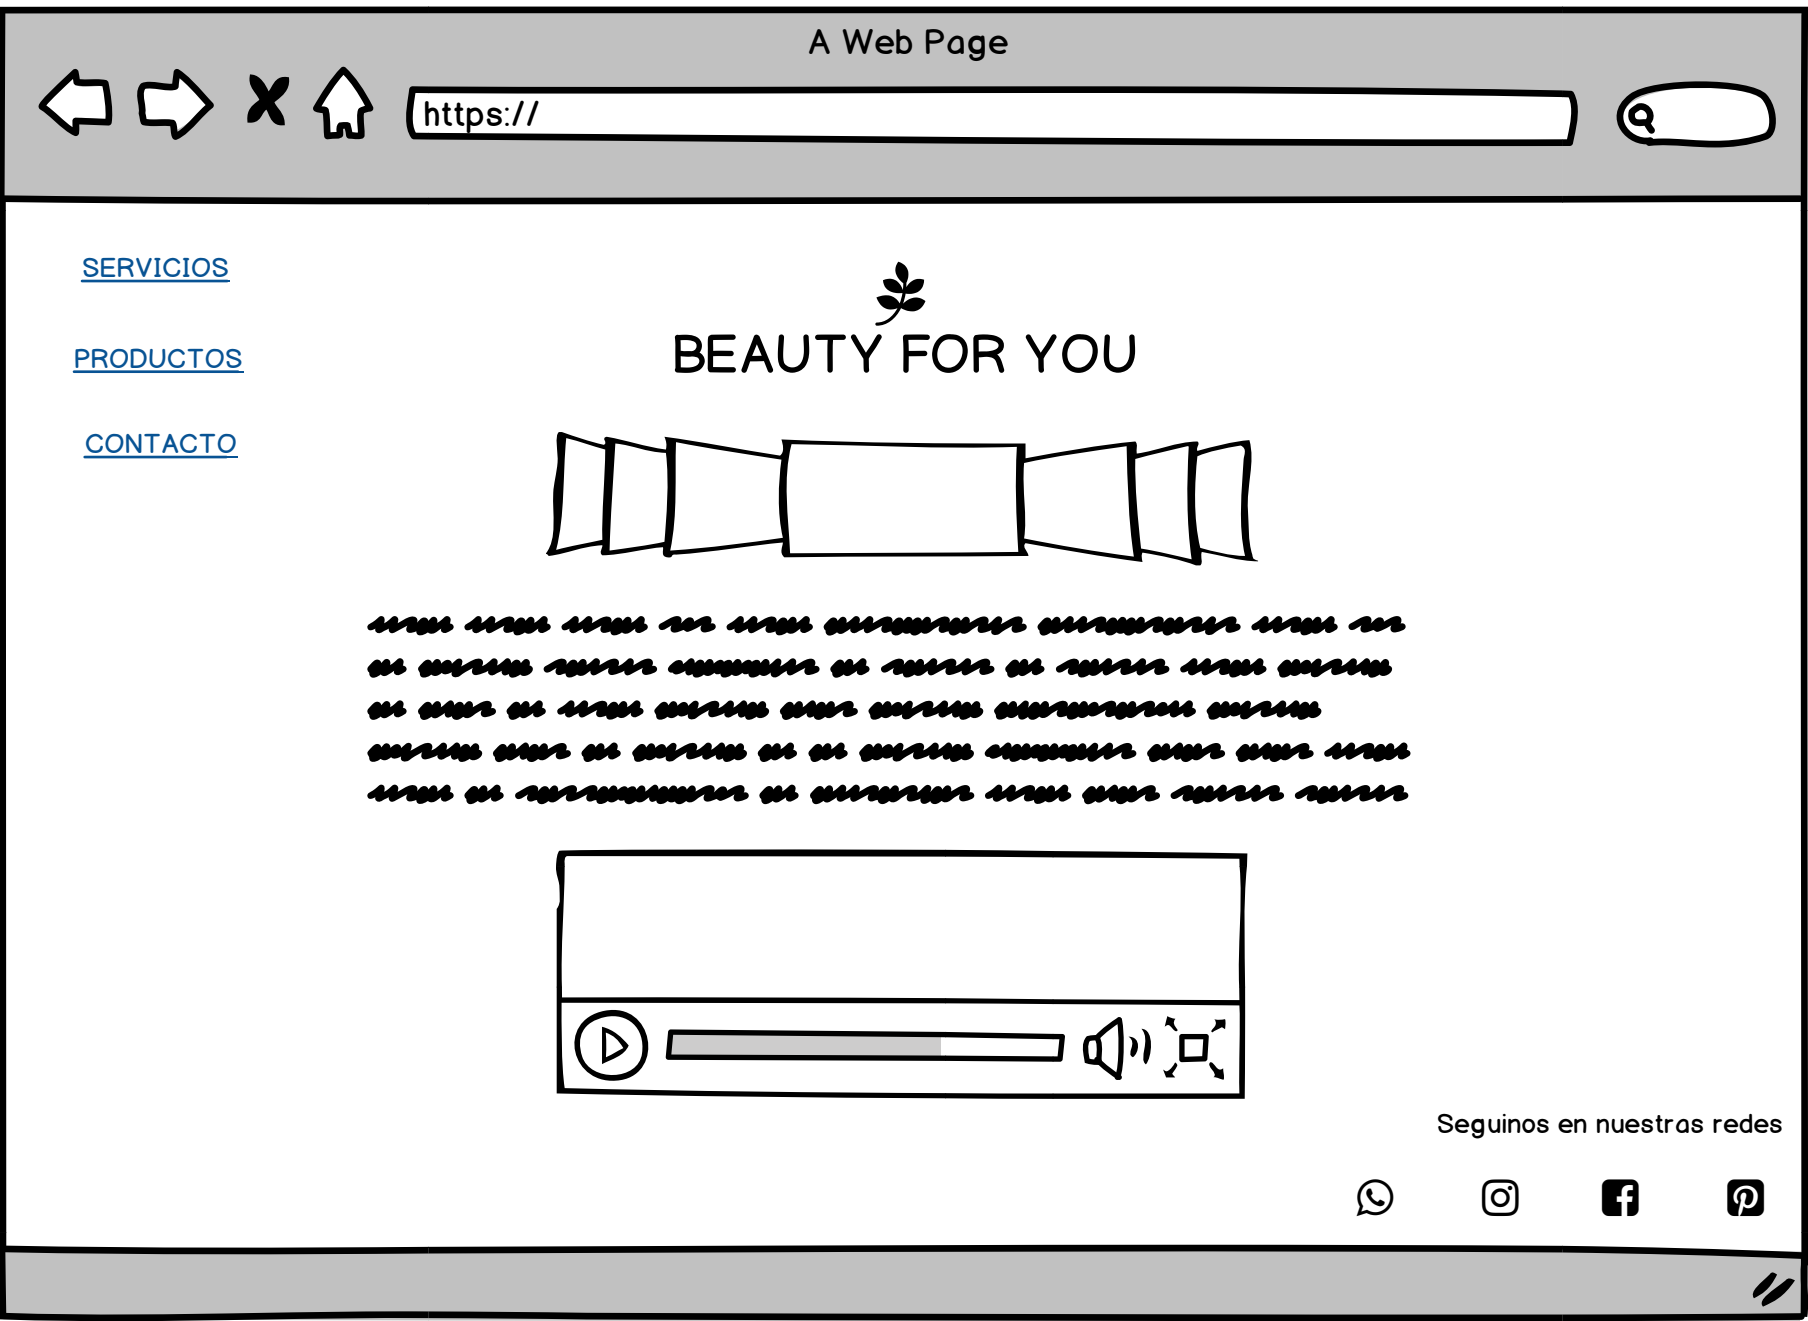 A Web Page
https://
SERVICIOS
PRODUCTOS
CONTACTO
BEAUTY FOR YOU
Seguinos en nuestras redes